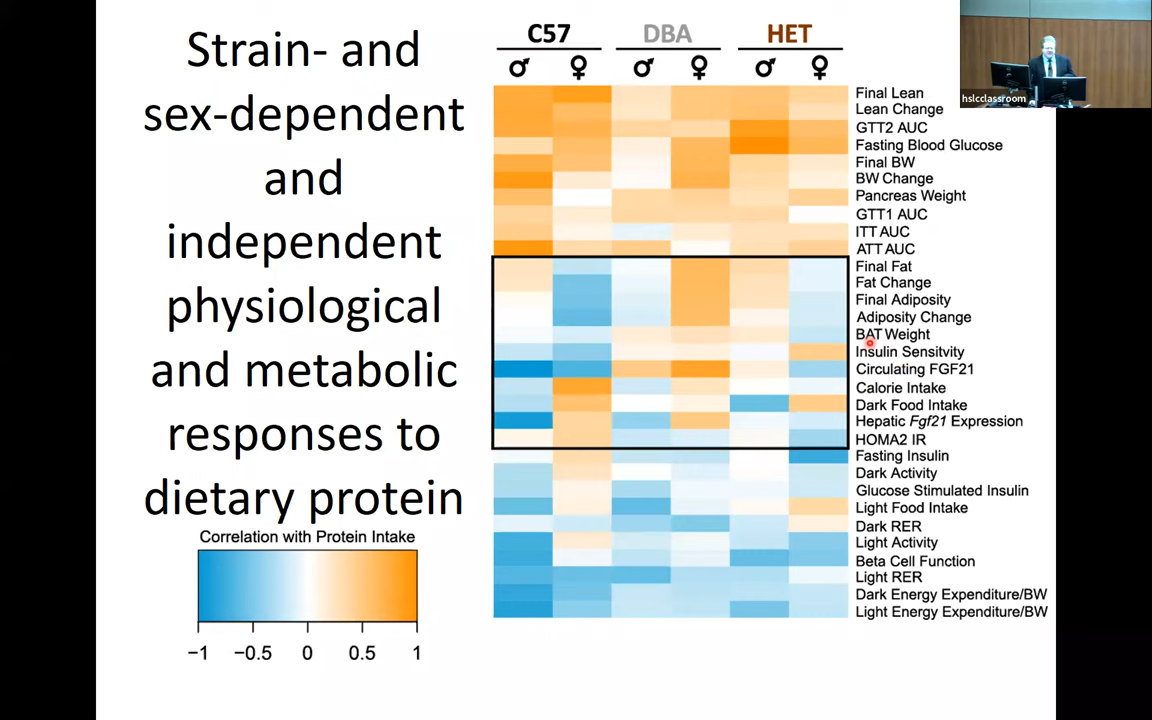 Strain- and
sex-dependent
and
independent
physiological
and metabolic
responses to
dietary protein
C57 DBA HET
♂ ♀ ♂ ♀ ♂ ♀
Final Lean
Lean Change
GTT2 AUC
Fasting Blood Glucose
Final BW
BW Change
Pancreas Weight
GTT1 AUC
ITT AUC
ATT AUC
Final Fat
Fat Change
Final Adiposity
Adiposity Change
BAT Weight
Insulin Sensitvity
Circulating FGF21
Calorie Intake
Dark Food Intake
Hepatic Fgf21 Expression
HOMA2 IR
Fasting Insulin
Dark Activity
Glucose Stimulated Insulin
Light Food Intake
Dark RER
Light Activity
Beta Cell Function
Light RER
Dark Energy Expenditure/BW
Light Energy Expenditure/BW
Correlation with Protein Intake
−1 −0.5 0 0.5 1
hslcclassroom